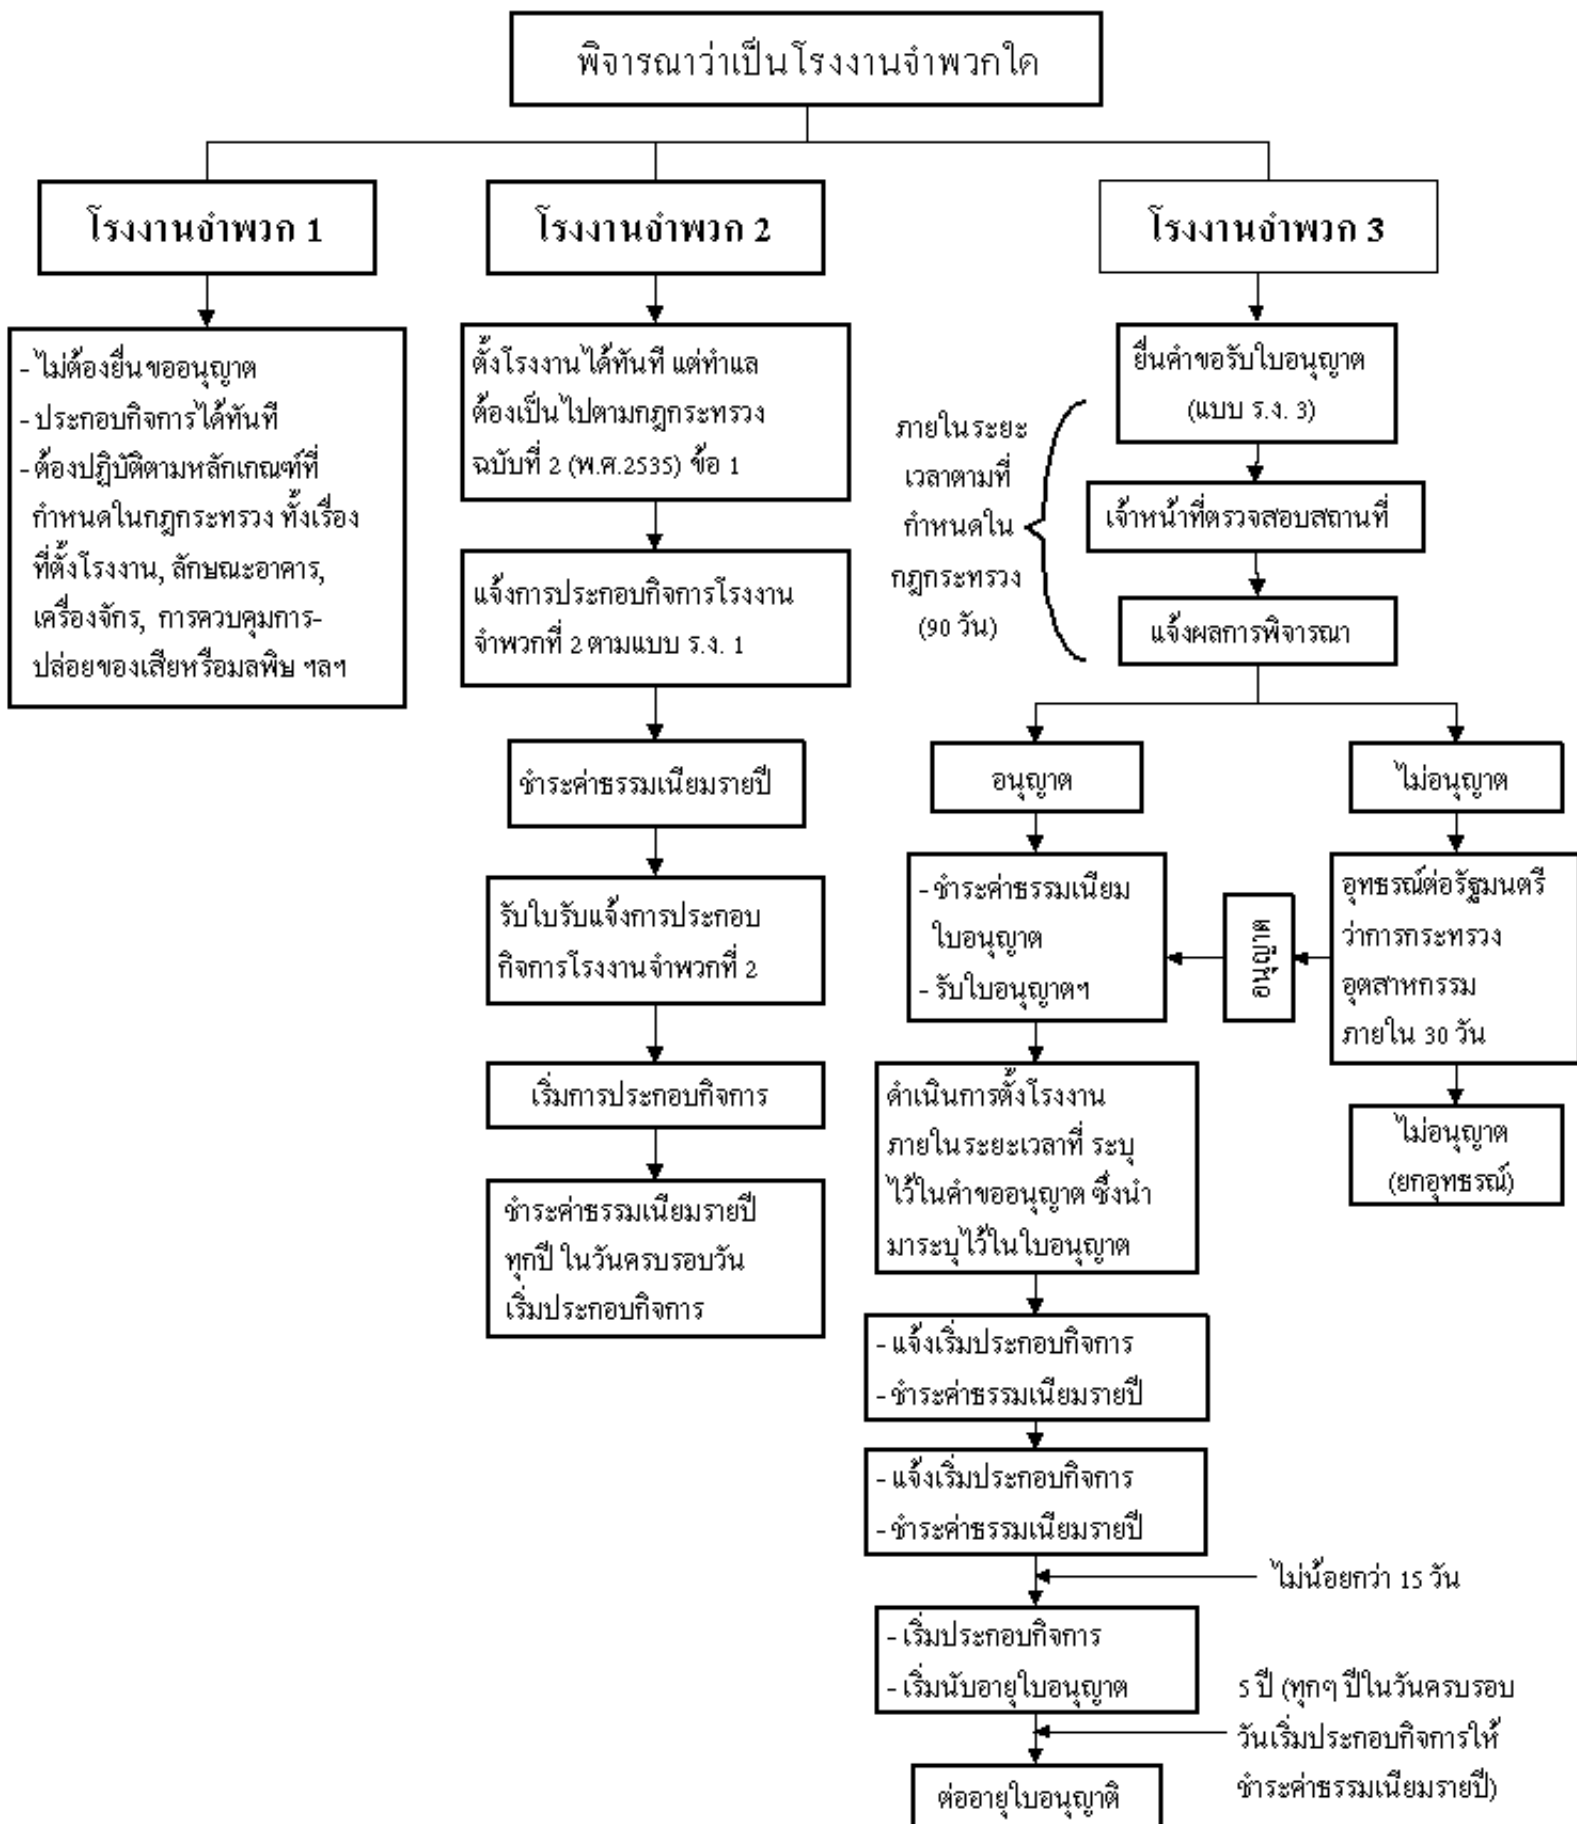 พิจารณาว่าเป็นโรงงานจำพวกใด
โรงงานจำพวก 1
- ไม่ต้องยื่นขออนุญาต
- ประกอบกิจการได้ทันที
- ต้องปฏิบัติตามหลักเกณฑ์ที่
กำหนดในกฎกระทรวง ทั้งเรื่อง
ที่ตั้งโรงงาน, ลักษณะอาคาร,
เครื่องจักร, การควบคุมการ-
ปล่อยของเสียหรือมลพิษ ฯลฯ
โรงงานจำพวก 2
ตั้งโรงงานได้ทันที แต่ทำแล
ต้องเป็นไปตามกฎกระทรวง
ฉบับที่ 2 (พ.ศ.2535) ข้อ 1
แจ้งการประกอบกิจการโรงงาน
จำพวกที่ 2 ตามแบบ ร.ง. 1
ชำระค่าธรรมเนียมรายปี
รับใบรับแจ้งการประกอบ
กิจการโรงงานจำพวกที่ 2
เริ่มการประกอบกิจการ
ชำระค่าธรรมเนียมรายปี
ทุกปี ในวันครบรอบวัน
เริ่มประกอบกิจการ
โรงงานจำพวก 3
ยื่นคำขอรับใบอนุญาต
(แบบ ร.ง. 3)
เจ้าหน้าที่ตรวจสอบสถานที่
แจ้งผลการพิจารณา
ภายในระยะ
เวลาตามที่
กำหนดใน
กฎกระทรวง
(90 วัน)
อนุญาต
- ชำระค่าธรรมเนียม
ใบอนุญาต
- รับใบอนุญาตฯ
ไม่อนุญาต
อุทธรณ์ต่อรัฐมนตรี
ว่าการกระทรวง
อุตสาหกรรม
ภายใน 30 วัน
อนุญาต
ไม่อนุญาต
(ยกอุทธรณ์)
ดำเนินการตั้งโรงงาน
ภายในระยะเวลาที่ ระบุ
ไว้ในคำขออนุญาต ซึ่งนำ
มาระบุไว้ในใบอนุญาต
- แจ้งเริ่มประกอบกิจการ
- ชำระค่าธรรมเนียมรายปี
- แจ้งเริ่มประกอบกิจการ
- ชำระค่าธรรมเนียมรายปี
ไม่น้อยกว่า 15 วัน
- เริ่มประกอบกิจการ
- เริ่มนับอายุใบอนุญาต
5 ปี (ทุกๆ ปีในวันครบรอบ
วันเริ่มประกอบกิจการให้
ชำระค่าธรรมเนียมรายปี)
ต่ออายุใบอนุญาติ